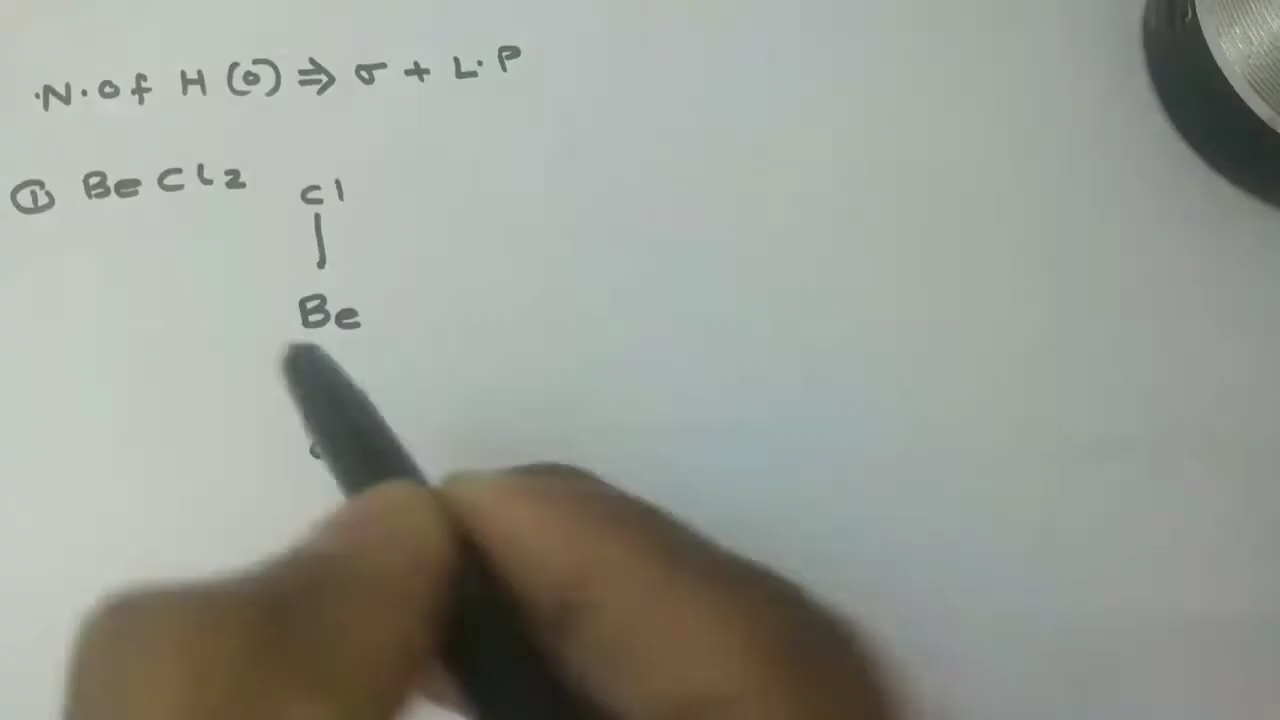 .N.of H (o) ⇒ σ + L.P
① BeCl2
Cl
|
Be